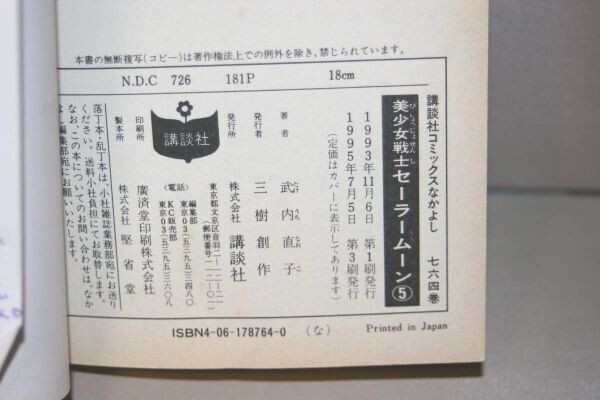 本書の無断複写(コピー)は著作権法上での例外を除き,禁じられています。
N.D.C 726 181P 18cm
講談社コミックスなかよし 七六四巻
びしょうじょせんし
美少女戦士セーラームーン⑤
1993年11月6日 第1刷発行
1995年7月5日 第3刷発行
(定価はカバーに表示してあります)
著者 武内直子
発行者 三樹創作
発行所 株式会社 講談社
東京都文京区音羽二-一二-二一
(郵便番号一一二-〇一)
編集部 東京03(五三九五)三四八〇
〈電話〉
KC販売部 東京03(五三九五)三六〇八
講談社
印刷所 廣済堂印刷株式会社
製本所 株式会社 堅省堂
落丁本・乱丁本は、小社雑誌業務部宛にお送り
ください。送料小社負担にてお取替します。
なお、この本についてのお問い合わせは、なか
よし編集部宛にお願いいたします。
ISBN4-06-178764-0 (な) Printed in Japan